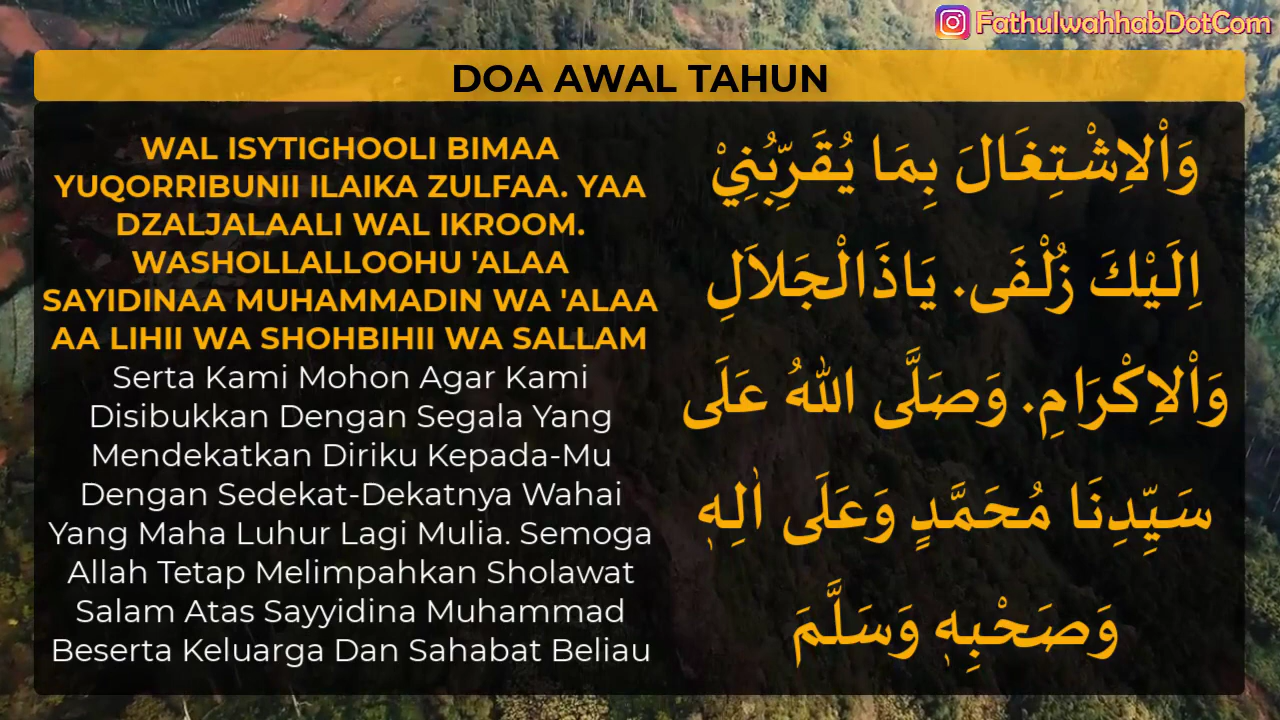 FathulwahhabDotCom
DOA AWAL TAHUN
WAL ISYTIGHOOLI BIMAA
YUQORRIBUNII ILAIKA ZULFAA. YAA
DZALJALAALI WAL IKROOM.
WASHOLLALLOOHU 'ALAA
SAYIDINAA MUHAMMADIN WA 'ALAA
AA LIHII WA SHOHBIHII WA SALLAM
Serta Kami Mohon Agar Kami
Disibukkan Dengan Segala Yang
Mendekatkan Diriku Kepada-Mu
Dengan Sedekat-Dekatnya Wahai
Yang Maha Luhur Lagi Mulia. Semoga
Allah Tetap Melimpahkan Sholawat
Salam Atas Sayyidina Muhammad
Beserta Keluarga Dan Sahabat Beliau
وَاْلاِشْتِغَالَ بِمَا يُقَرِّبُنِيْ
اِلَيْكَ زُلْفَى. يَاذَالْجَلاَلِ
وَاْلاِكْرَامِ. وَصَلَّى اللهُ عَلَى
سَيِّدِنَا مُحَمَّدٍ وَعَلَى اٰلِهٖ
وَصَحْبِهٖ وَسَلَّمَ